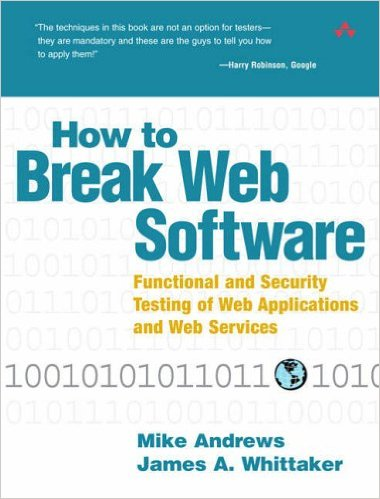 "The techniques in this book are not an option for testers—
they are mandatory and these are the guys to tell you how
to apply them!"
—Harry Robinson, Google
How to
Break Web
Software
Functional and Security
Testing of Web Applications
and Web Services
10010101011011
1010
Mike Andrews
James A. Whittaker